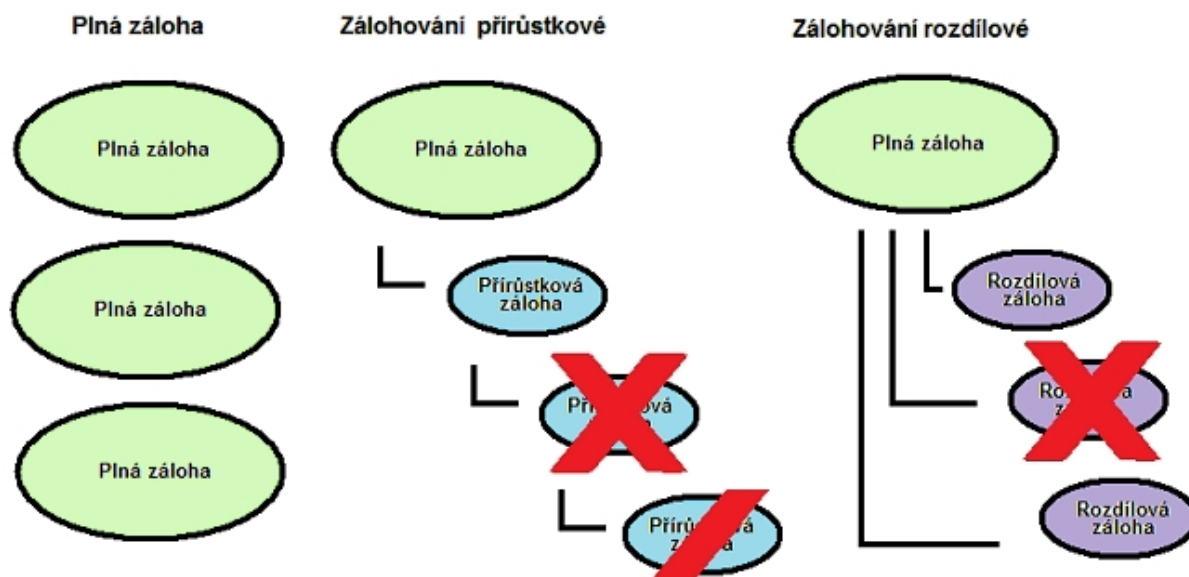 Plná záloha
Zálohování přírůstkové
Zálohování rozdílové
Plná záloha
Plná záloha
Plná záloha
Plná záloha
Přírůstková
záloha
Plná záloha
Rozdílová
záloha
Rozdílová
záloha